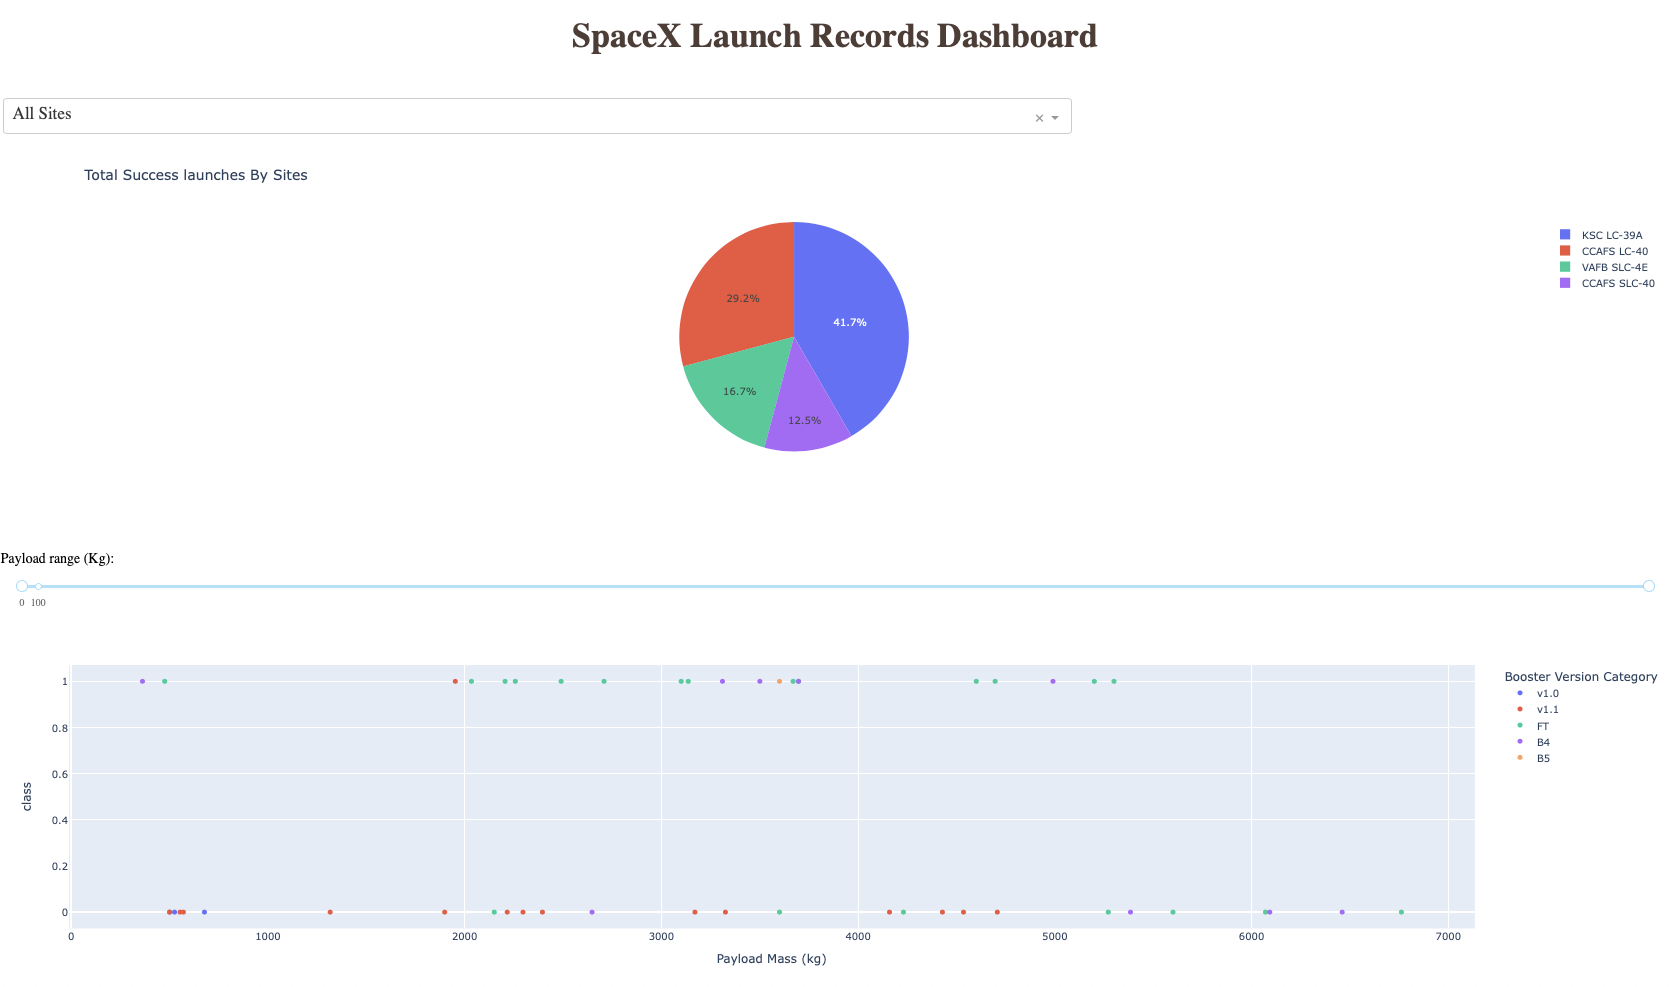 SpaceX Launch Records Dashboard
All Sites
Total Success launches By Sites
KSC LC-39A
CCAFS LC-40
VAFB SLC-4E
CCAFS SLC-40
29.2%
41.7%
16.7%
12.5%
Payload range (Kg):
0 100
Booster Version Category
v1.0
v1.1
FT
B4
B5
class
1
0.8
0.6
0.4
0.2
0
0 1000 2000 3000 4000 5000 6000 7000
Payload Mass (kg)